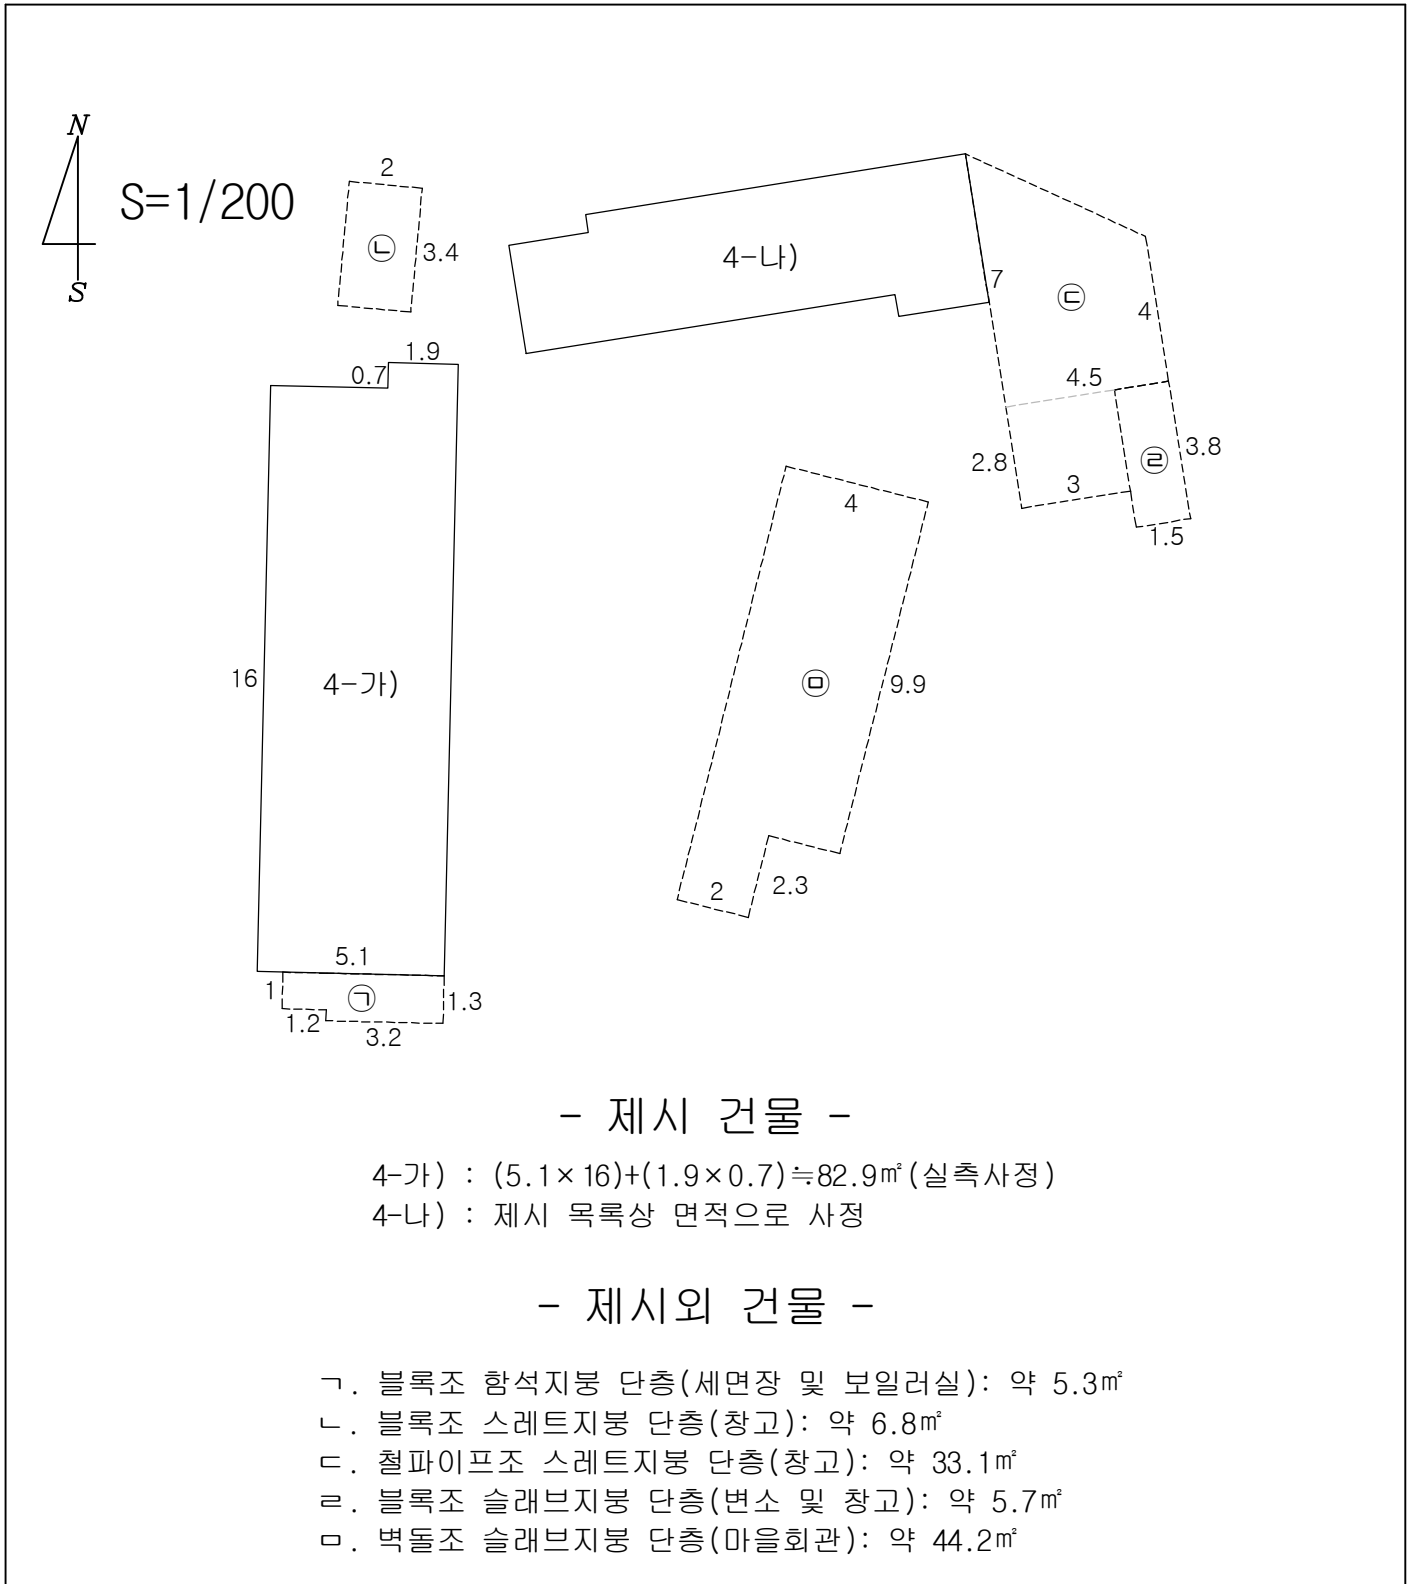 N
S=1/200
S
2
㉡
3.4
4-나)
7
㉢
4
4.5
2.8
3
㉣
3.8
1.5
1.9
0.7
16
4-가)
5.1
1
㉠
1.3
1.2
3.2
4
㉤
9.9
2
2.3
- 제시 건물 -
4-가) : (5.1×16)+(1.9×0.7)≒82.9㎡(실측사정)
4-나) : 제시 목록상 면적으로 사정
- 제시외 건물 -
ㄱ. 블록조 함석지붕 단층(세면장 및 보일러실): 약 5.3㎡
ㄴ. 블록조 스레트지붕 단층(창고): 약 6.8㎡
ㄷ. 철파이프조 스레트지붕 단층(창고): 약 33.1㎡
ㄹ. 블록조 슬래브지붕 단층(변소 및 창고): 약 5.7㎡
ㅁ. 벽돌조 슬래브지붕 단층(마을회관): 약 44.2㎡